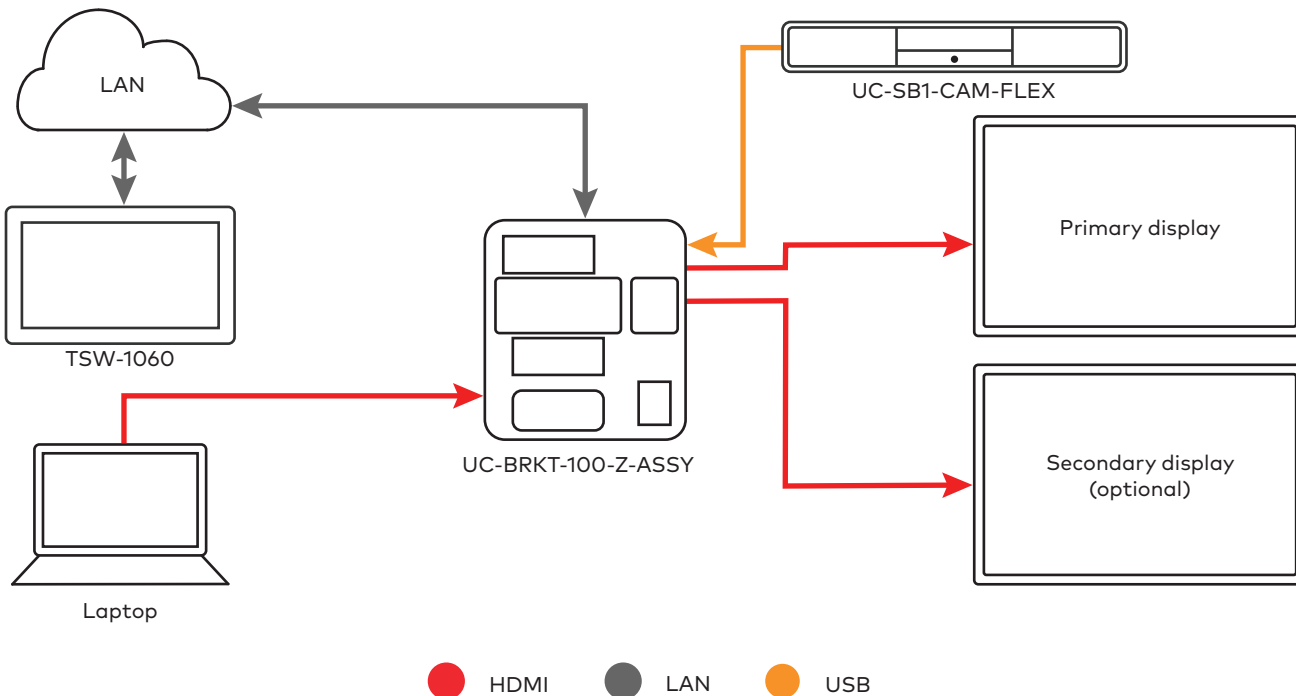 LAN
UC-SB1-CAM-FLEX
Primary display
TSW-1060
UC-BRKT-100-Z-ASSY
Secondary display
(optional)
Laptop
HDMI
LAN
USB